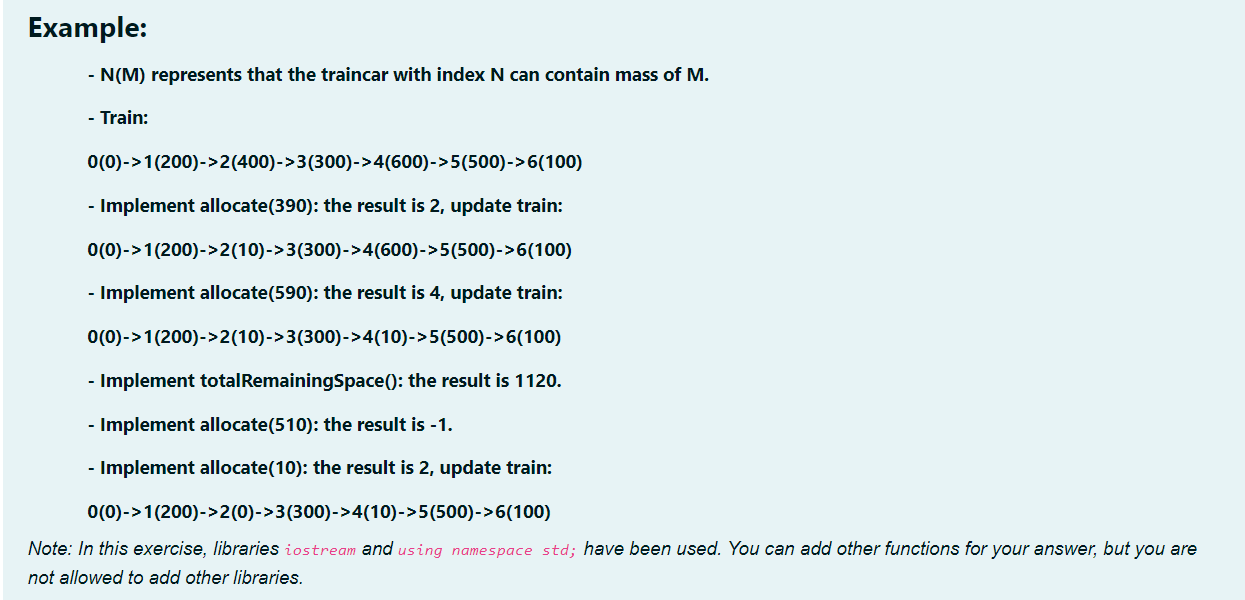 Example:
- N(M) represents that the traincar with index N can contain mass of M.
- Train:
0(0)->1(200)->2(400)->3(300)->4(600)->5(500)->6(100)
- Implement allocate(390): the result is 2, update train:
0(0)->1(200)->2(10)->3(300)->4(600)->5(500)->6(100)
- Implement allocate(590): the result is 4, update train:
0(0)->1(200)->2(10)->3(300)->4(10)->5(500)->6(100)
- Implement totalRemainingSpace(): the result is 1120.
- Implement allocate(510): the result is -1.
- Implement allocate(10): the result is 2, update train:
0(0)->1(200)->2(0)->3(300)->4(10)->5(500)->6(100)
Note: In this exercise, libraries iostream and using namespace std; have been used. You can add other functions for your answer, but you are
not allowed to add other libraries.